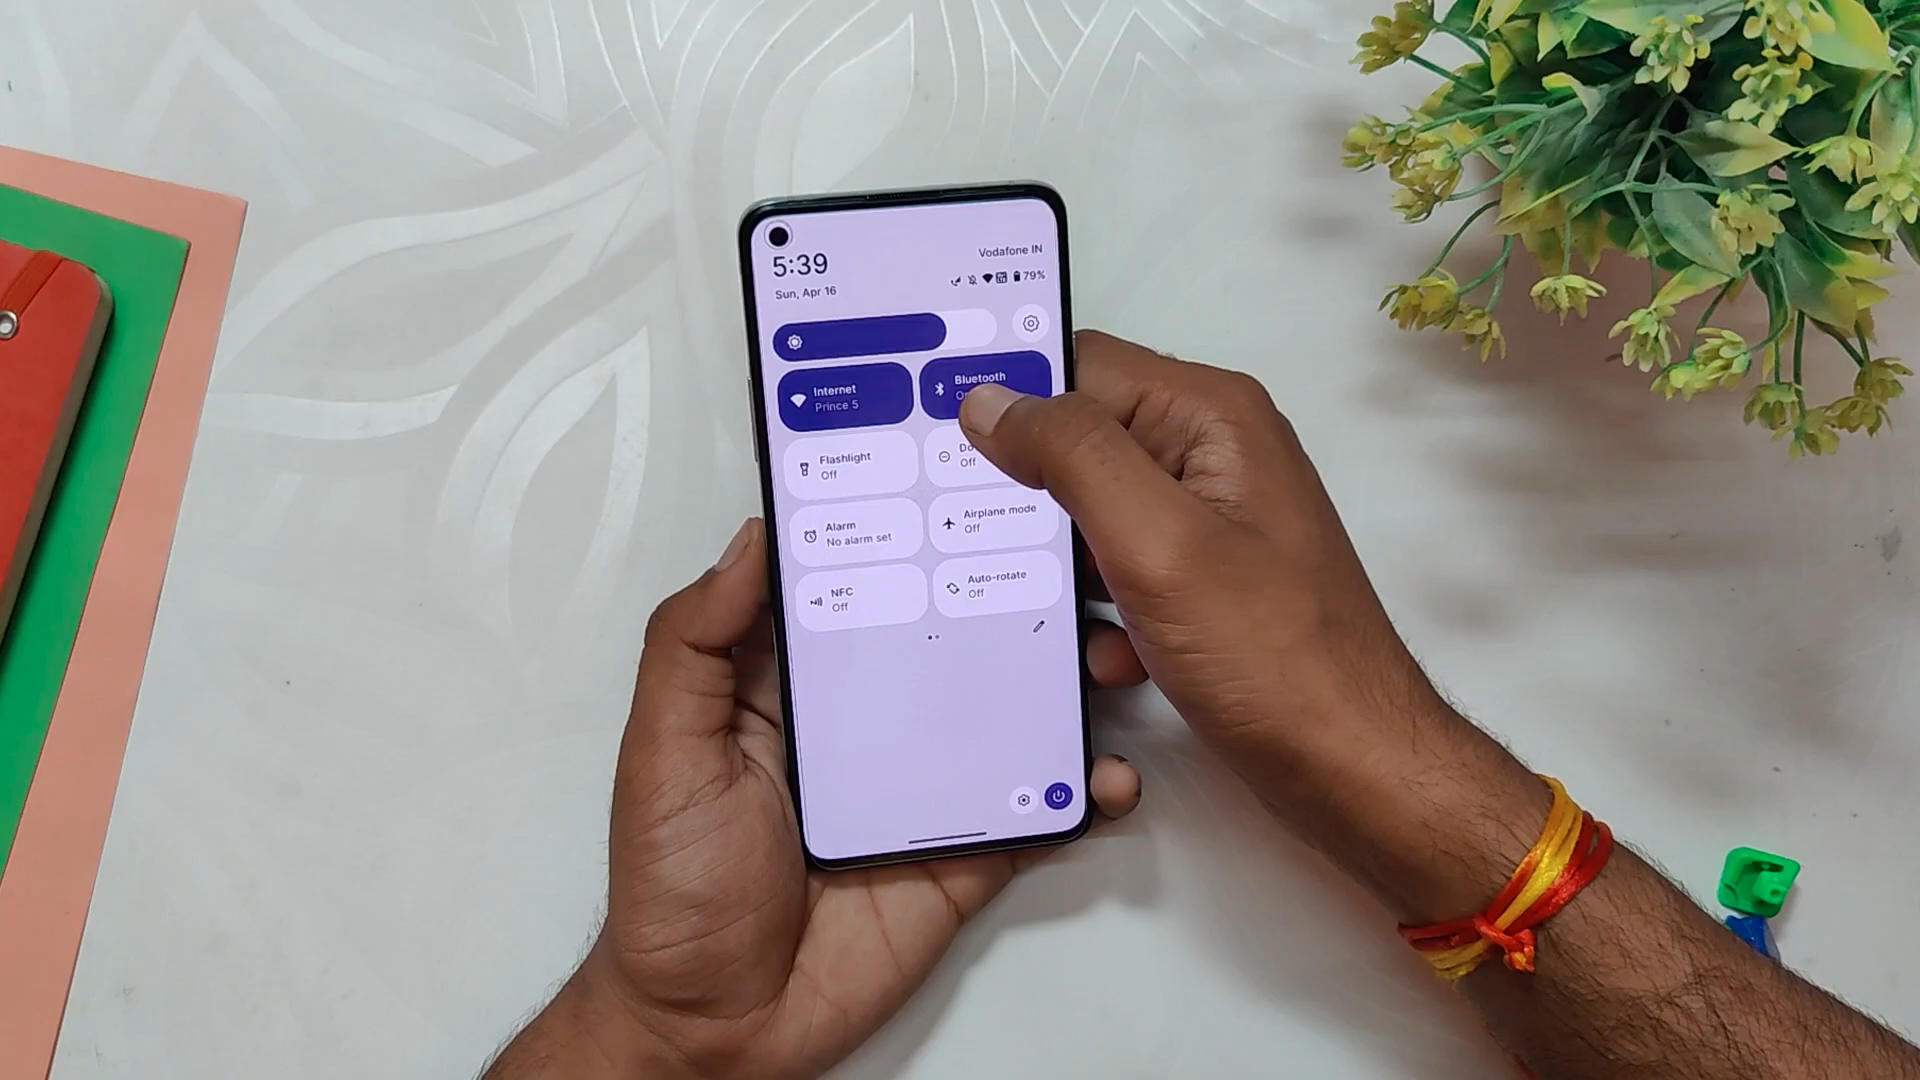 5:39
Vodafone IN
Sun, Apr 16
79%
Internet
Prince 5
Bluetooth
Flashlight
Off
Off
Alarm
No alarm set
Airplane mode
Off
NFC
Off
Auto-rotate
Off